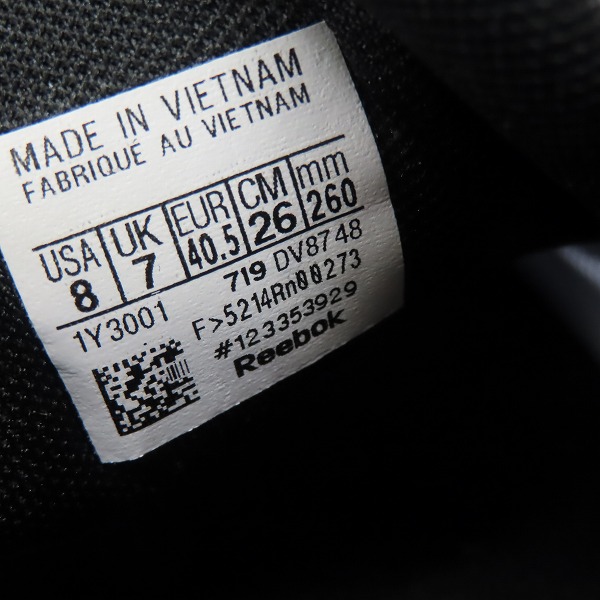 MADE IN VIETNAM
FABRIQUÉ AU VIETNAM
USA UK EUR CM mm
8 7 40.5 26 260
1Y3001 719 DV8748
F>5214Rn00273
#123353929
Reebok